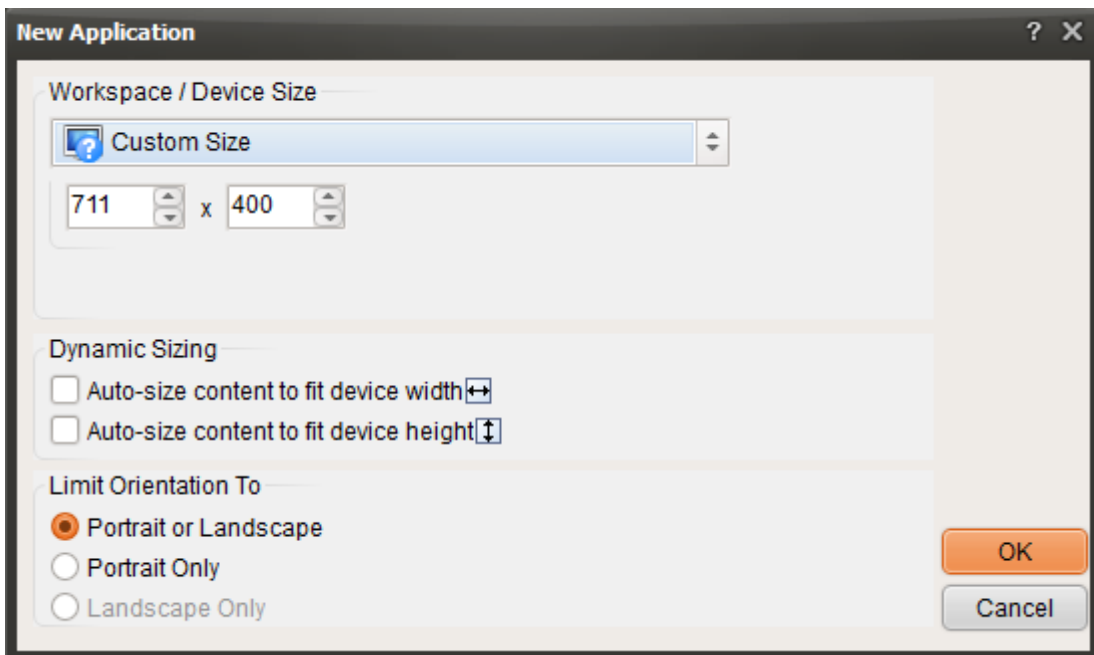 New Application ? X
Workspace / Device Size
Custom Size
711 x 400
Dynamic Sizing
Auto-size content to fit device width
Auto-size content to fit device height
Limit Orientation To
Portrait or Landscape
Portrait Only
Landscape Only
OK
Cancel